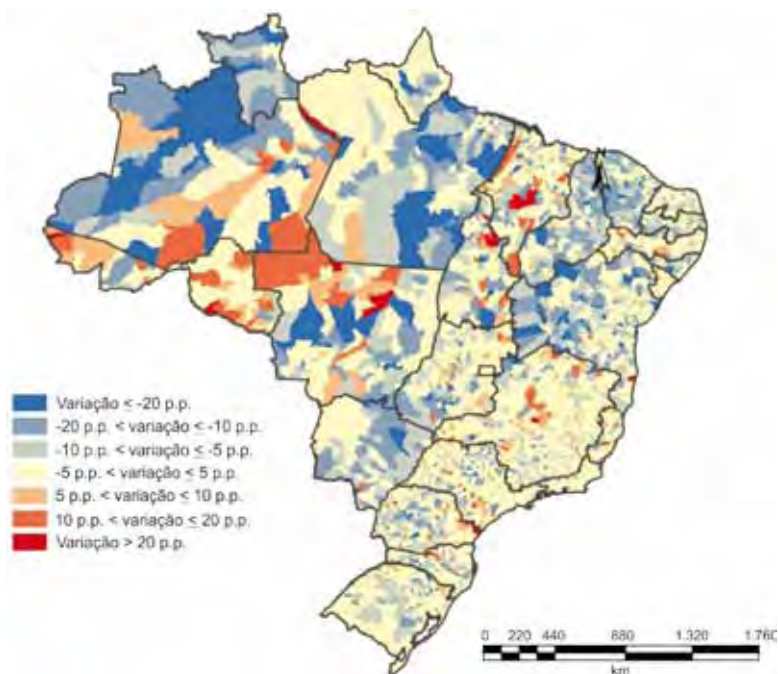 Variação ≤ -20 p.p.
-20 p.p. < variação ≤ -10 p.p.
-10 p.p. < variação ≤ -5 p.p.
-5 p.p. < variação ≤ 5 p.p.
5 p.p. < variação ≤ 10 p.p.
10 p.p. < variação ≤ 20 p.p.
Variação > 20 p.p.
0 220 440 880 1.320 1.760
km